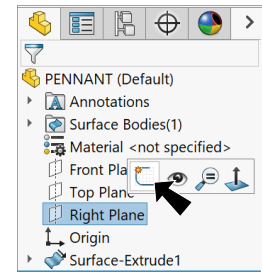 PENNANT (Default)
Annotations
Surface Bodies(1)
Material <not specified>
Front Pla
Top Plane
Right Plane
Origin
Surface-Extrude1